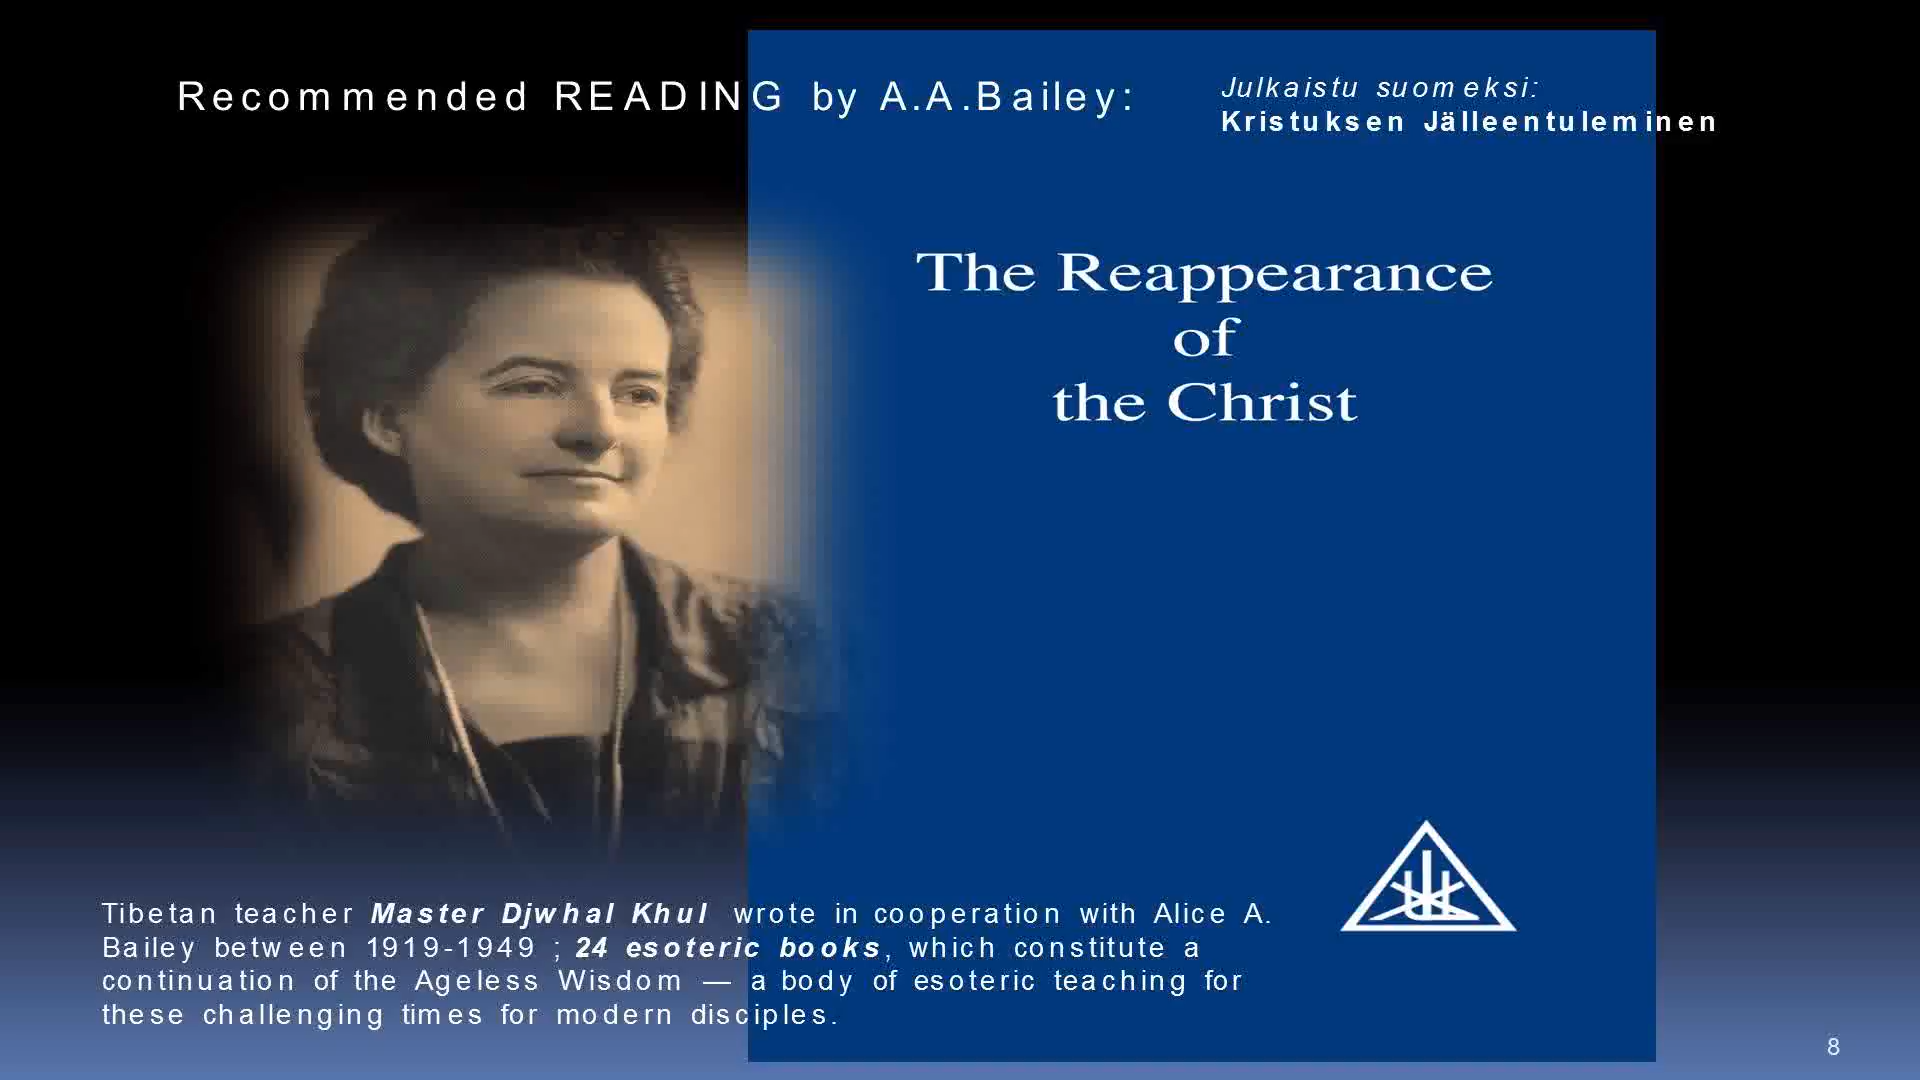 Recommended READING by A.A.Bailey:
Julkaistu suomeksi:
Kristuksen Jälleentuleminen
The Reappearance
of
the Christ
Tibetan teacher Master Djwhal Khul wrote in cooperation with Alice A.
Bailey between 1919-1949 ; 24 esoteric books, which constitute a
continuation of the Ageless Wisdom — a body of esoteric teaching for
these challenging times for modern disciples.
8